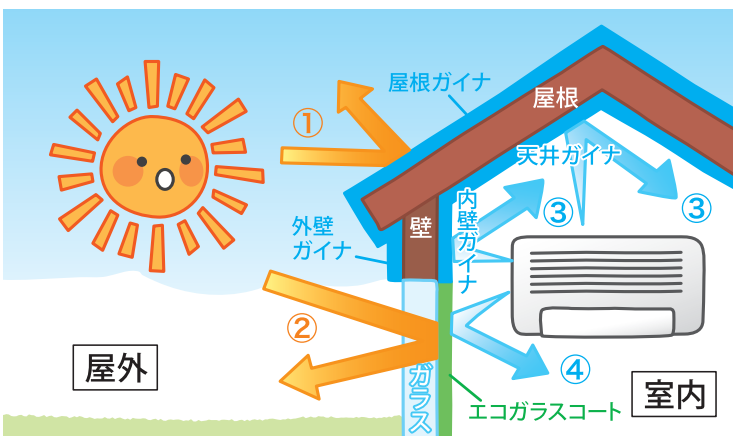 屋根ガイナ
屋根
①
天井ガイナ
内壁ガイナ
③
③
壁
外壁
ガイナ
②
④
ガラス
エコガラスコート
屋外
室内